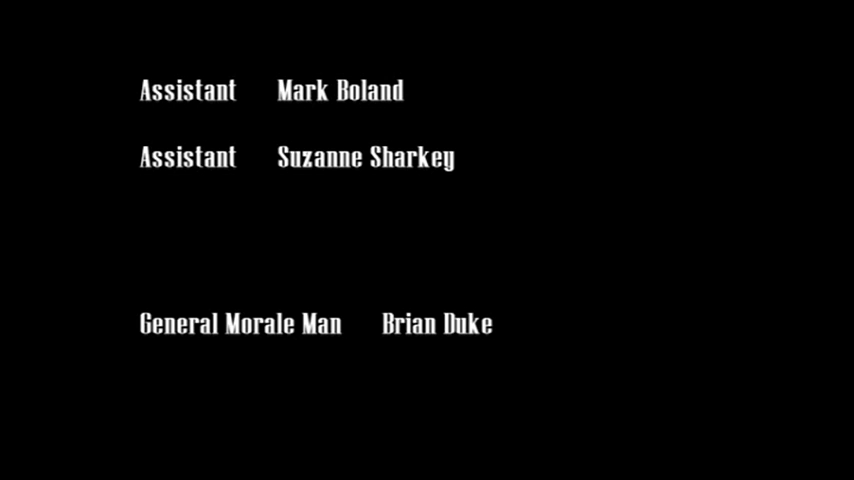 Assistant Mark Boland
Assistant Suzanne Sharkey
General Morale Man Brian Duke